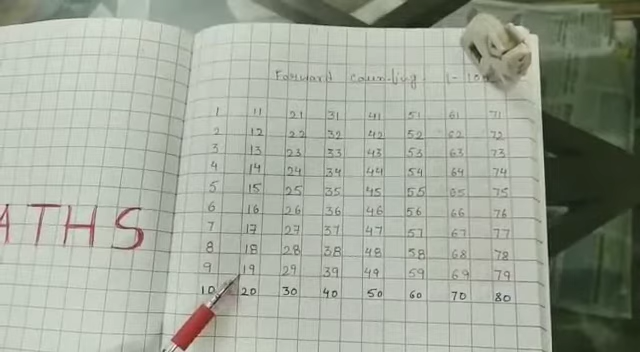 Forward counting 1-100
MATHS
1 11 21 31 41 51 61 71
2 12 22 32 42 52 62 72
3 13 23 33 43 53 63 73
4 14 24 34 44 54 64 74
5 15 25 35 45 55 65 75
6 16 26 36 46 56 66 76
7 17 27 37 47 57 67 77
8 18 28 38 48 58 68 78
9 19 29 39 49 59 69 79
10 20 30 40 50 60 70 80